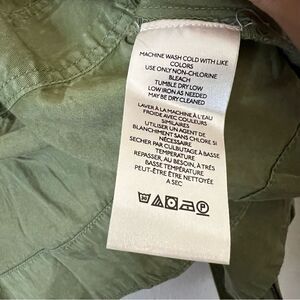 MACHINE WASH COLD WITH LIKE
COLORS
USE ONLY NON-CHLORINE
BLEACH
TUMBLE DRY LOW
LOW IRON AS NEEDED
MAY BE DRY CLEANED
LAVER À LA MACHINE À L'EAU
FROIDE AVEC COULEURS
SIMILAIRES
UTILISER UN AGENT DE
BLANCHIMENT SANS CHLORE SI
NÉCESSAIRE
SECHER PAR CULBUTAGE À BASSE
TEMPÉRATURE
REPASSER, AU BESOIN, À TRÈS
BASSE TEMPÉRATURE
PEUT-ÊTRE ÊTRE NETTOYÉE
A SEC
P